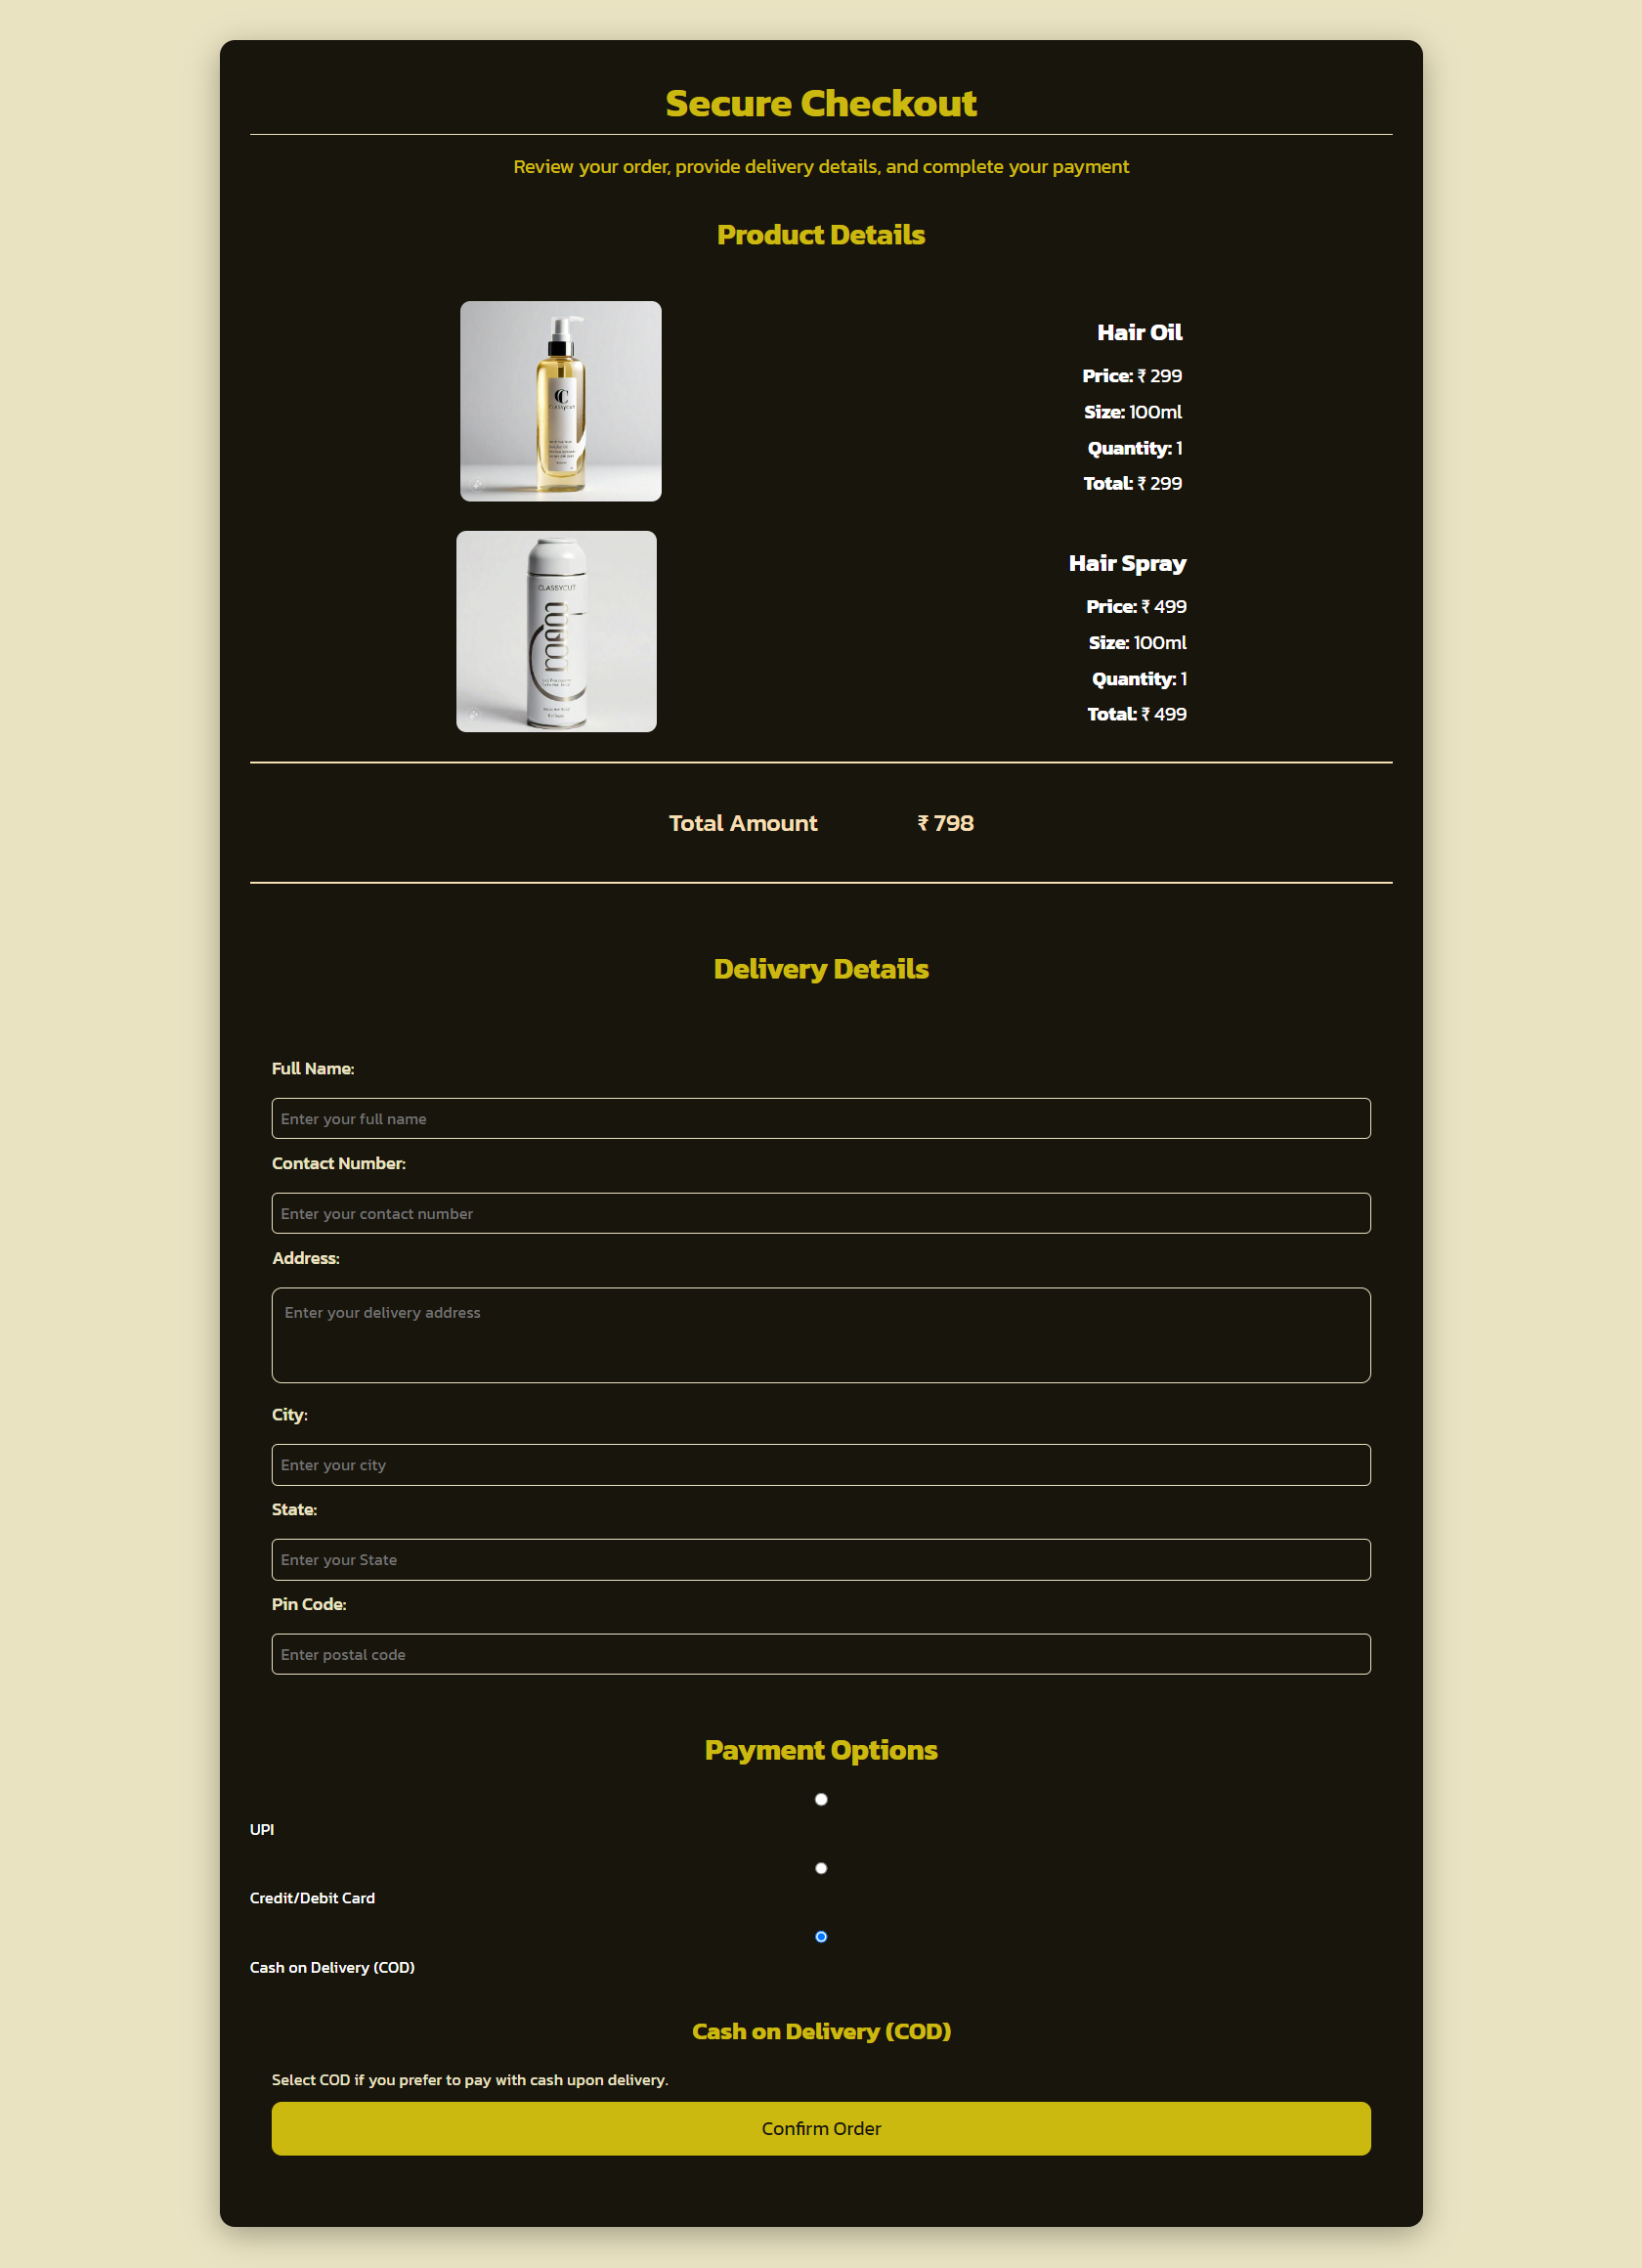 Secure Checkout
Review your order, provide delivery details, and complete your payment
Product Details
CLASSYCUT
Hair Oil
Price: ₹ 299
Size: 100ml
Quantity: 1
Total: ₹ 299
CLASSYCUT
Hair Spray
Price: ₹ 499
Size: 100ml
Quantity: 1
Total: ₹ 499
Total Amount ₹ 798
Delivery Details
Full Name:
Enter your full name
Contact Number:
Enter your contact number
Address:
Enter your delivery address
City:
Enter your city
State:
Enter your State
Pin Code:
Enter postal code
Payment Options
UPI
Credit/Debit Card
Cash on Delivery (COD)
Cash on Delivery (COD)
Select COD if you prefer to pay with cash upon delivery.
Confirm Order